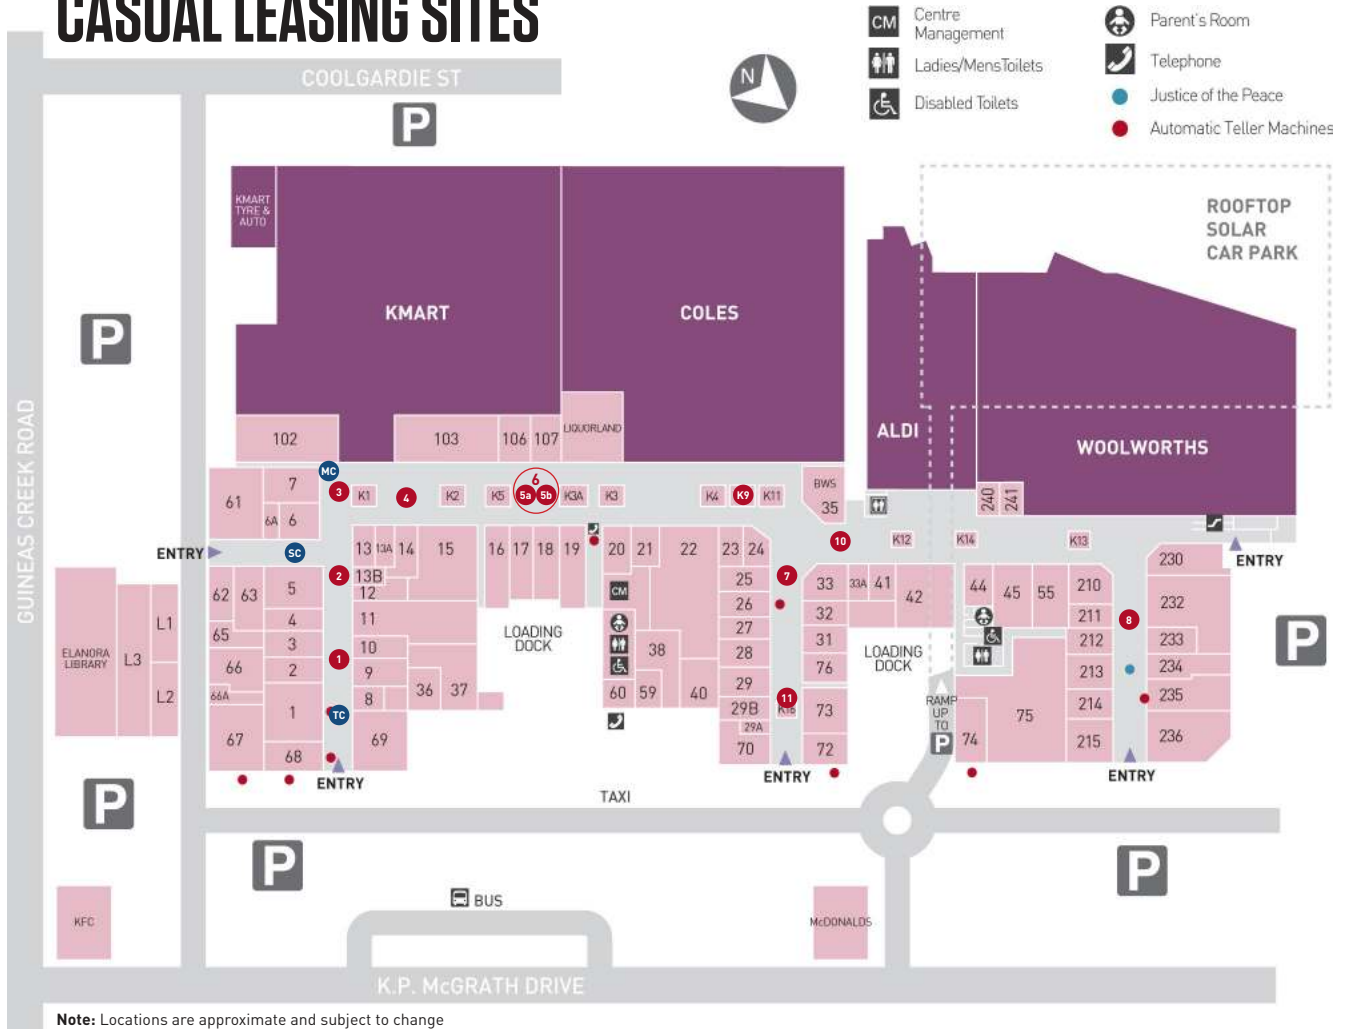 CASUAL LEASING SITES
CM
Centre
Management
Ladies/MensToilets
Disabled Toilets
Parent's Room
Telephone
Justice of the Peace
Automatic Teller Machines
N
COOLGARDIE ST
P
KMART
TYRE &
AUTO
KMART
COLES
ROOFTOP
SOLAR
CAR PARK
P
GUINEAS CREEK ROAD
ALDI
WOOLWORTHS
102
103
106
107
LIQUORLAND
MC
61
7
6A
6
3
K1
4
K2
K5
6
5a
5b
K3A
K3
K4
K9
K11
BWS
35
240
241
ENTRY
SC
10
K12
K14
K13
ENTRY
13
13A
14
15
16
17
18
19
20
21
22
23
24
2
13B
12
25
7
33
33A
41
42
44
45
55
210
230
62
63
5
CM
26
32
211
232
8
65
4
11
27
31
212
233
L1
3
10
LOADING
DOCK
38
28
76
LOADING
DOCK
213
234
ELANORA
LIBRARY
L3
66
2
1
9
L2
66A
1
8
36
37
60
59
40
29
11
73
214
235
TC
29B
K16
RAMP
UP
TO
P
75
67
69
29A
68
70
72
74
215
236
ENTRY
ENTRY
ENTRY
P
TAXI
P
P
P
P
BUS
KFC
McDONALDS
K.P. McGRATH DRIVE
Note: Locations are approximate and subject to change